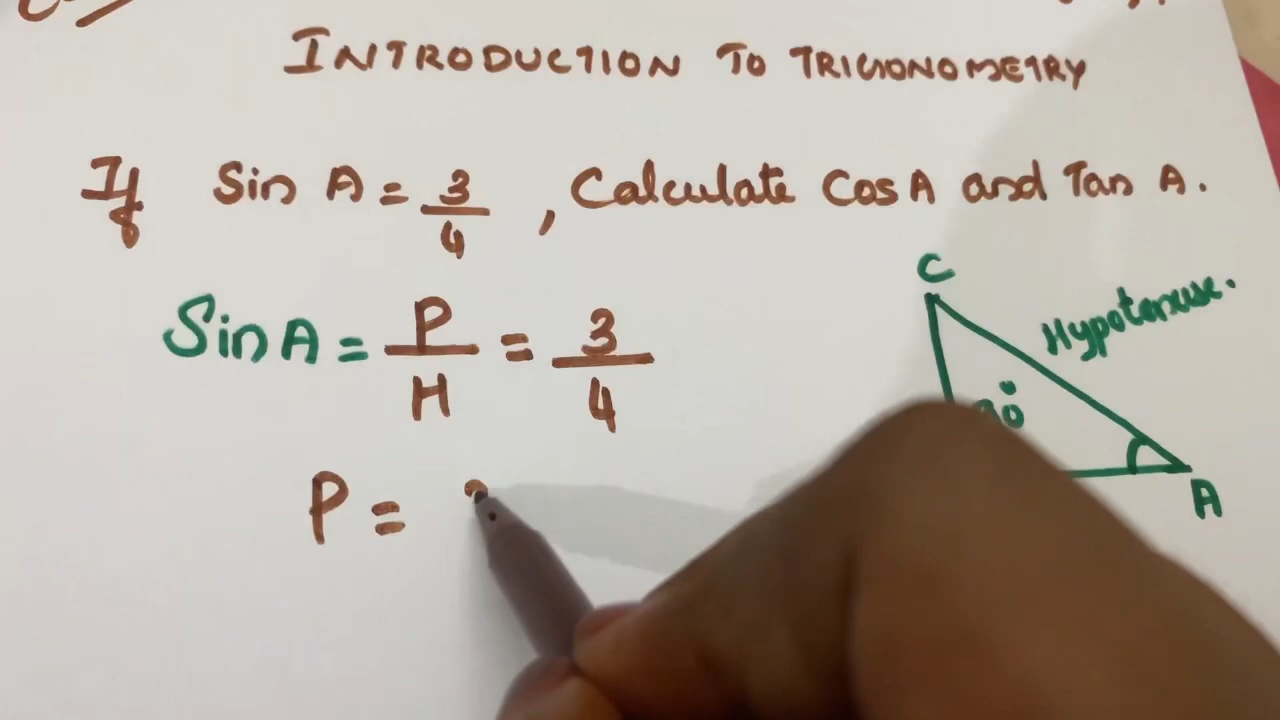 INTRODUCTION TO TRIGONOMETRY
If Sin A = 3/4 , Calculate Cos A and Tan A.
C
Hypotenuse.
Sin A = P/H = 3/4
A
P =